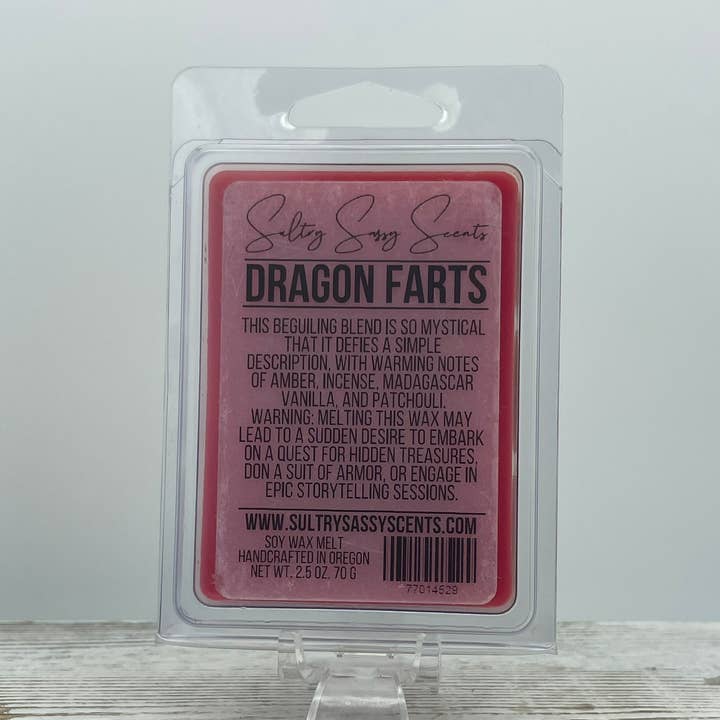 Sultry Sassy Scents
DRAGON FARTS
THIS BEGUILING BLEND IS SO MYSTICAL
THAT IT DEFIES A SIMPLE
DESCRIPTION, WITH WARMING NOTES
OF AMBER, INCENSE, MADAGASCAR
VANILLA, AND PATCHOULI.
WARNING: MELTING THIS WAX MAY
LEAD TO A SUDDEN DESIRE TO EMBARK
ON A QUEST FOR HIDDEN TREASURES,
DON A SUIT OF ARMOR, OR ENGAGE IN
EPIC STORYTELLING SESSIONS.
WWW.SULTRYSASSYSCENTS.COM
SOY WAX MELT
HANDCRAFTED IN OREGON
NET WT. 2.5 OZ. 70 G
77014529